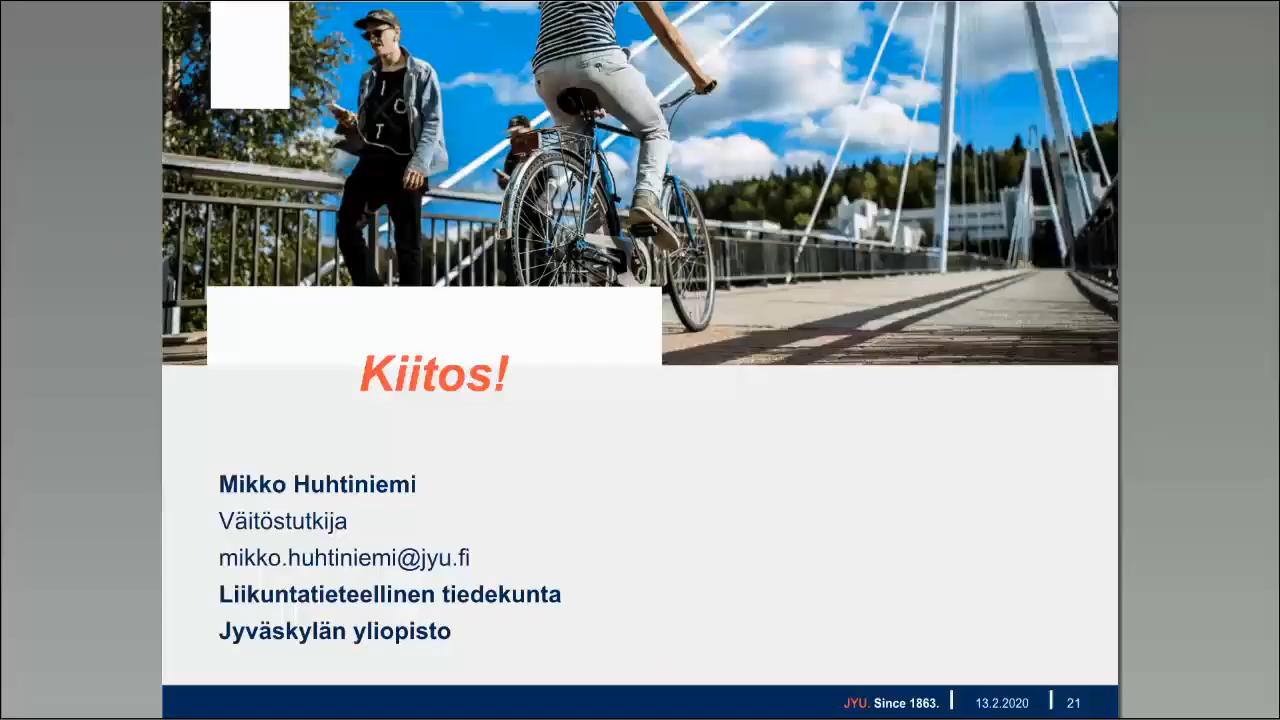 Kiitos!
Mikko Huhtiniemi
Väitöstutkija
mikko.huhtiniemi@jyu.fi
Liikuntatieteellinen tiedekunta
Jyväskylän yliopisto
JYU. Since 1863. 13.2.2020 21